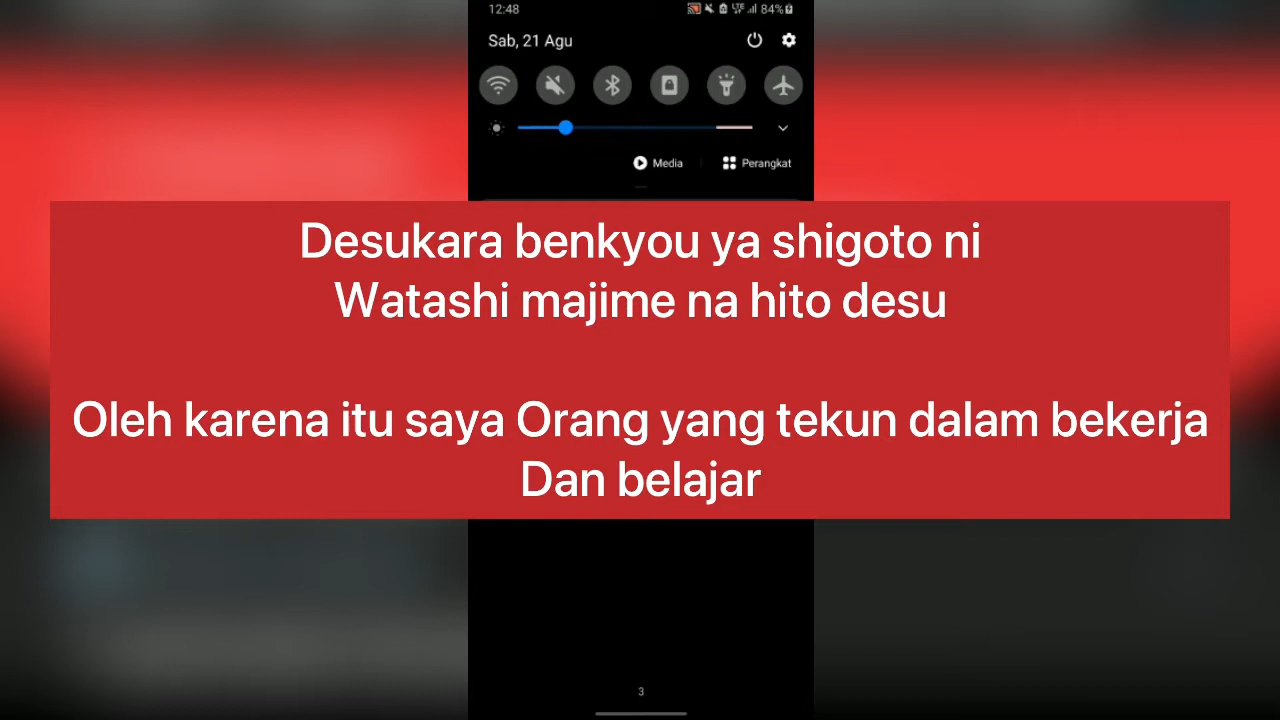 12:48 LTE 84%
Sab, 21 Agu
Media Perangkat
Desukara benkyou ya shigoto ni
Watashi majime na hito desu
Oleh karena itu saya Orang yang tekun dalam bekerja
Dan belajar
3